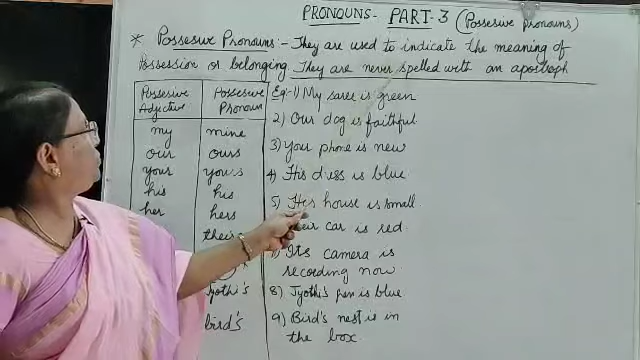 PRONOUNS- PART-3 (Possesive pronouns)
* Possesive Pronouns:- They are used to indicate the meaning of
Possession or belonging. They are never spelled with an apostroph
Possesive Adjective
Possesive Pronoun
my mine
our ours
your yours
his his
her hers
their
Jyothi's
bird's
Eg:-1) My saree is green
2) Our dog is faithful
3) Your phone is new
4) His dress is blue
5) Her house is small
car is red
Its camera is
recording now
8) Jyothi's pen is blue
9) Bird's nest is in
the box